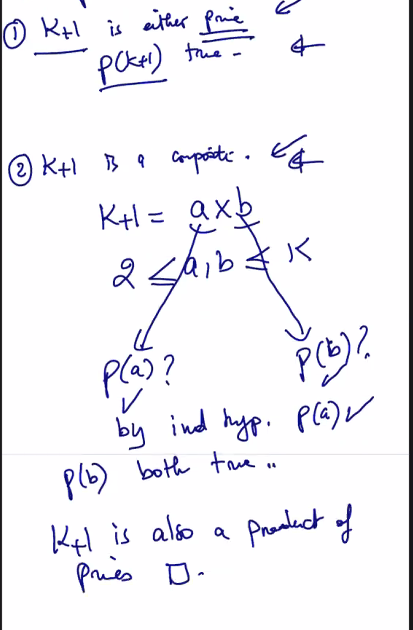 ① K+1 is either prime
P(K+1) true -
② K+1 is a composite.
K+1 = a x b
2 ≤ a, b ≤ K
P(a)? P(b)?
by ind hyp. P(a) ✓
P(b) both true ..
K+1 is also a product of
primes □.